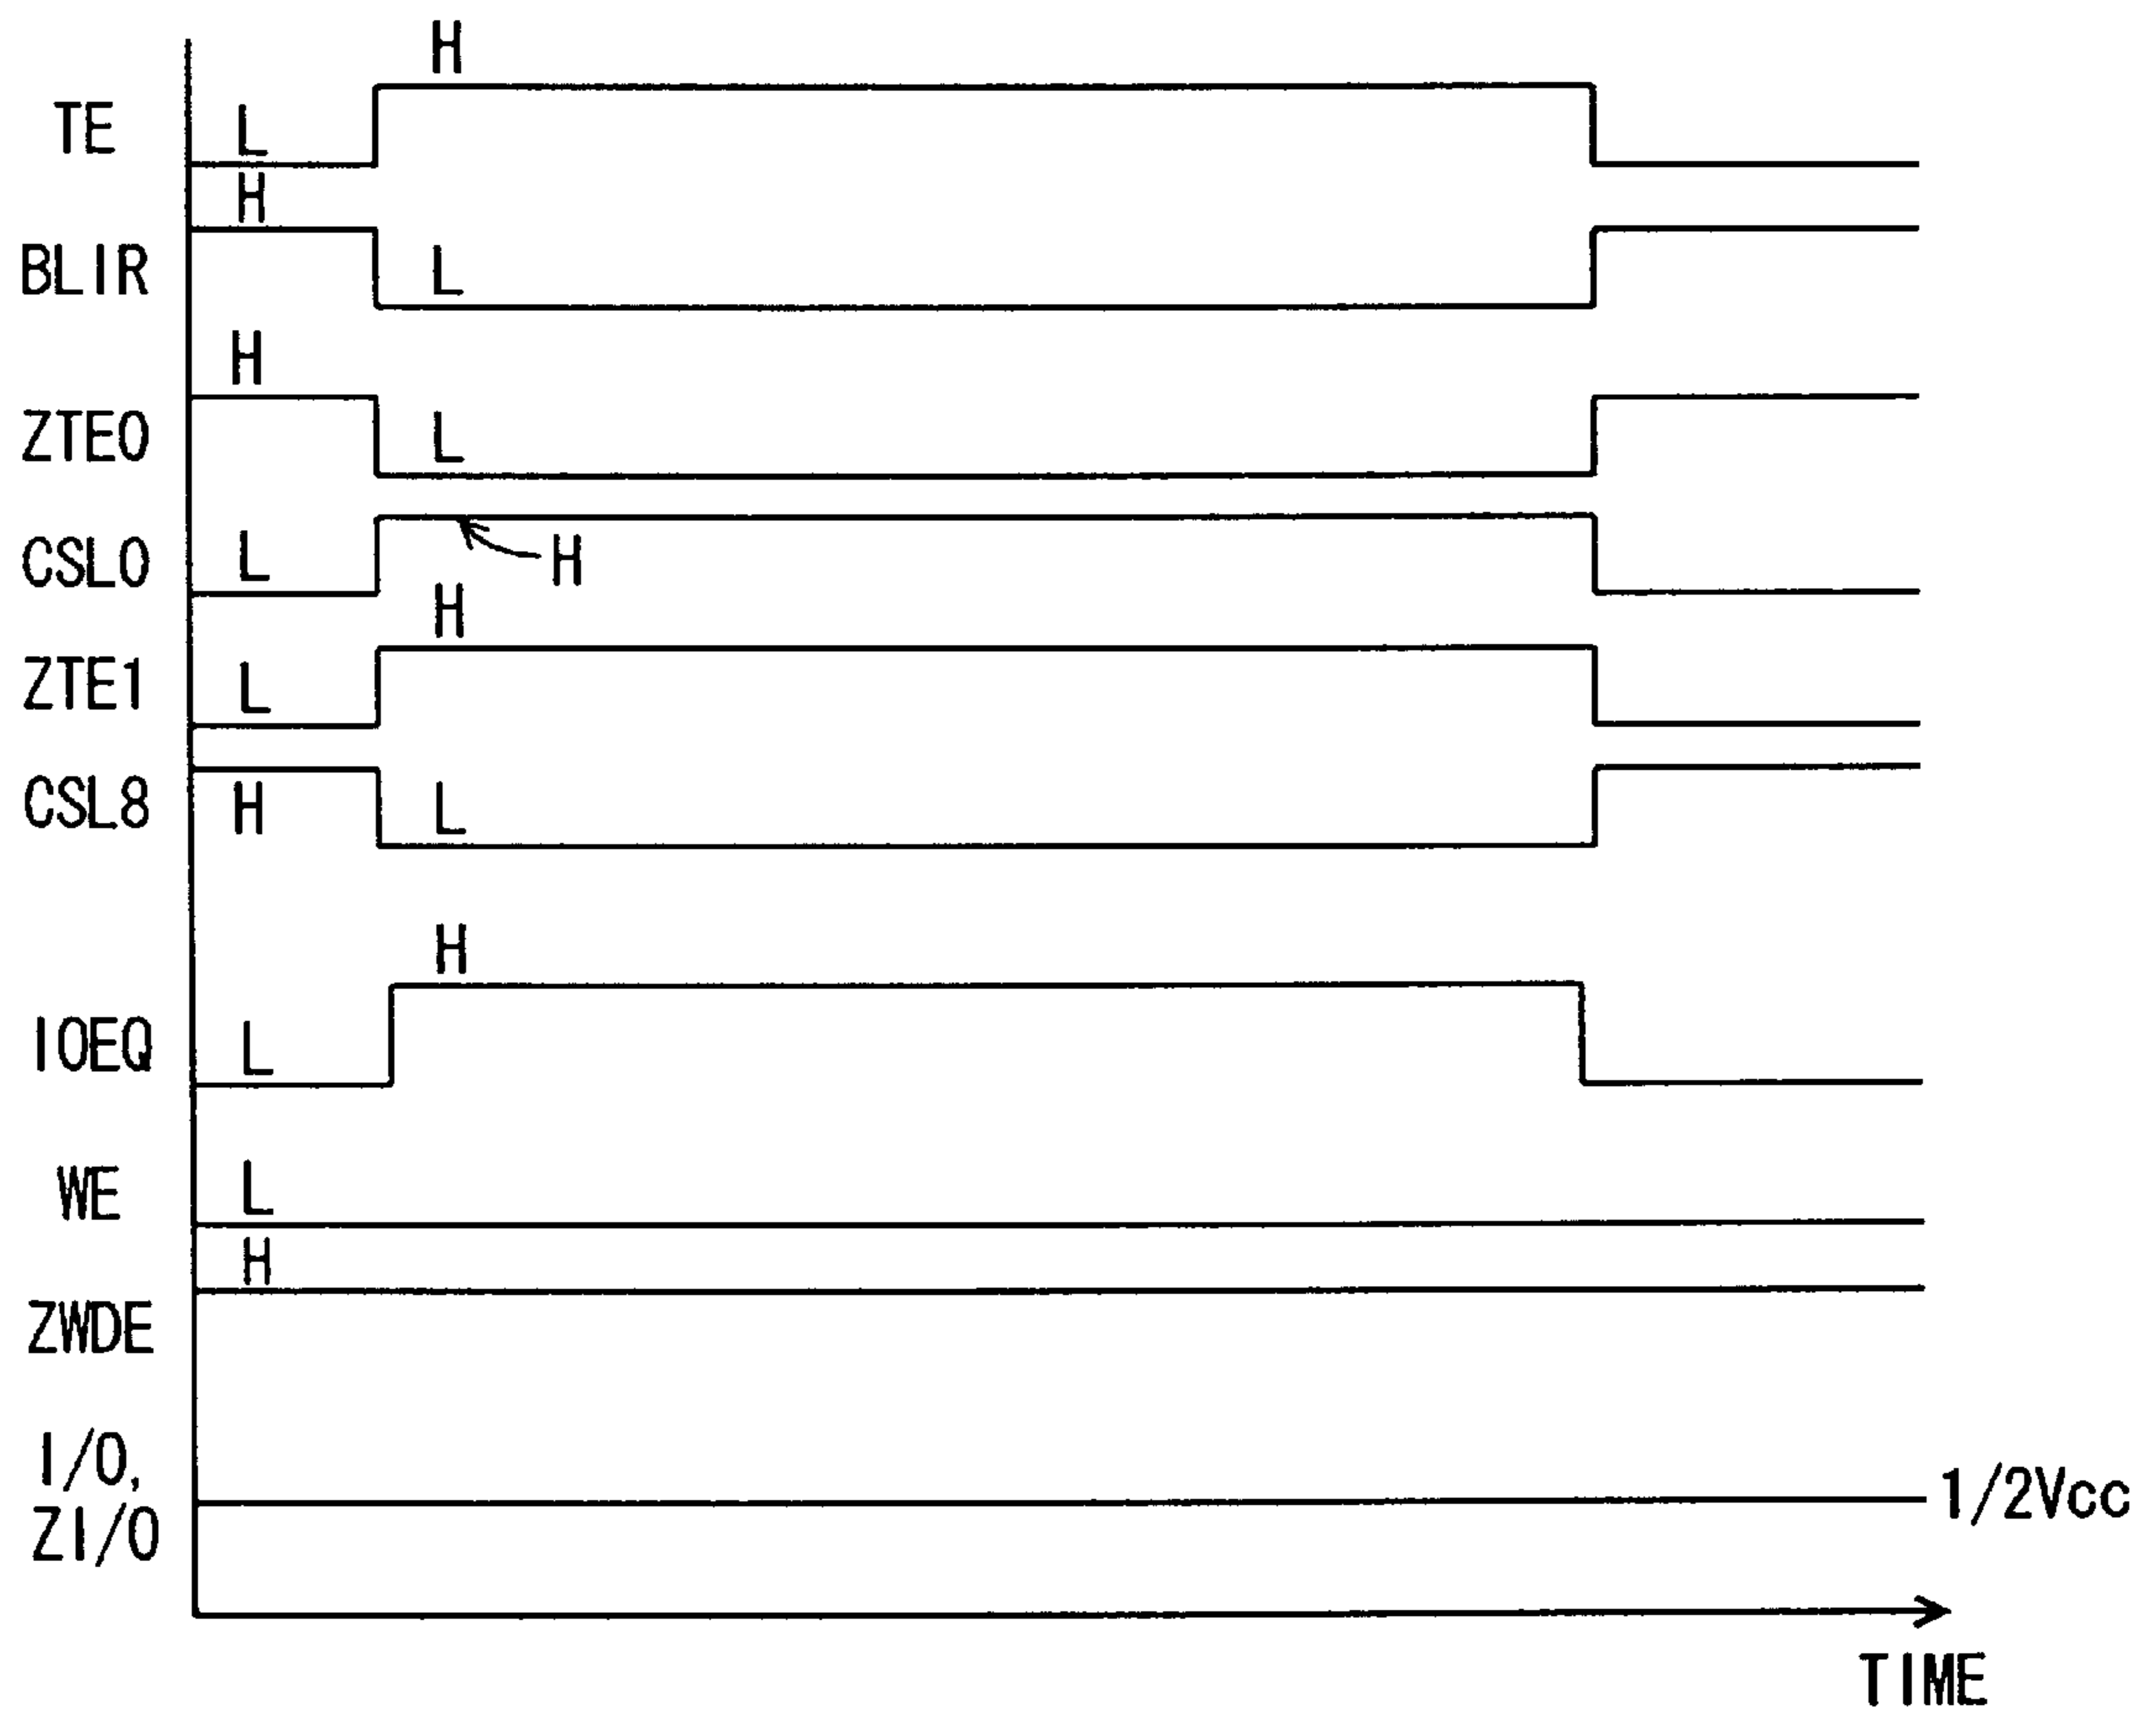 H
TE L
H
BLIR L
H
ZTE0 L
CSL0 L H
H
ZTE1 L
CSL8 H L
H
IOEQ L
WE L
H
ZWDE
I/O,
ZI/O 1/2Vcc
TIME